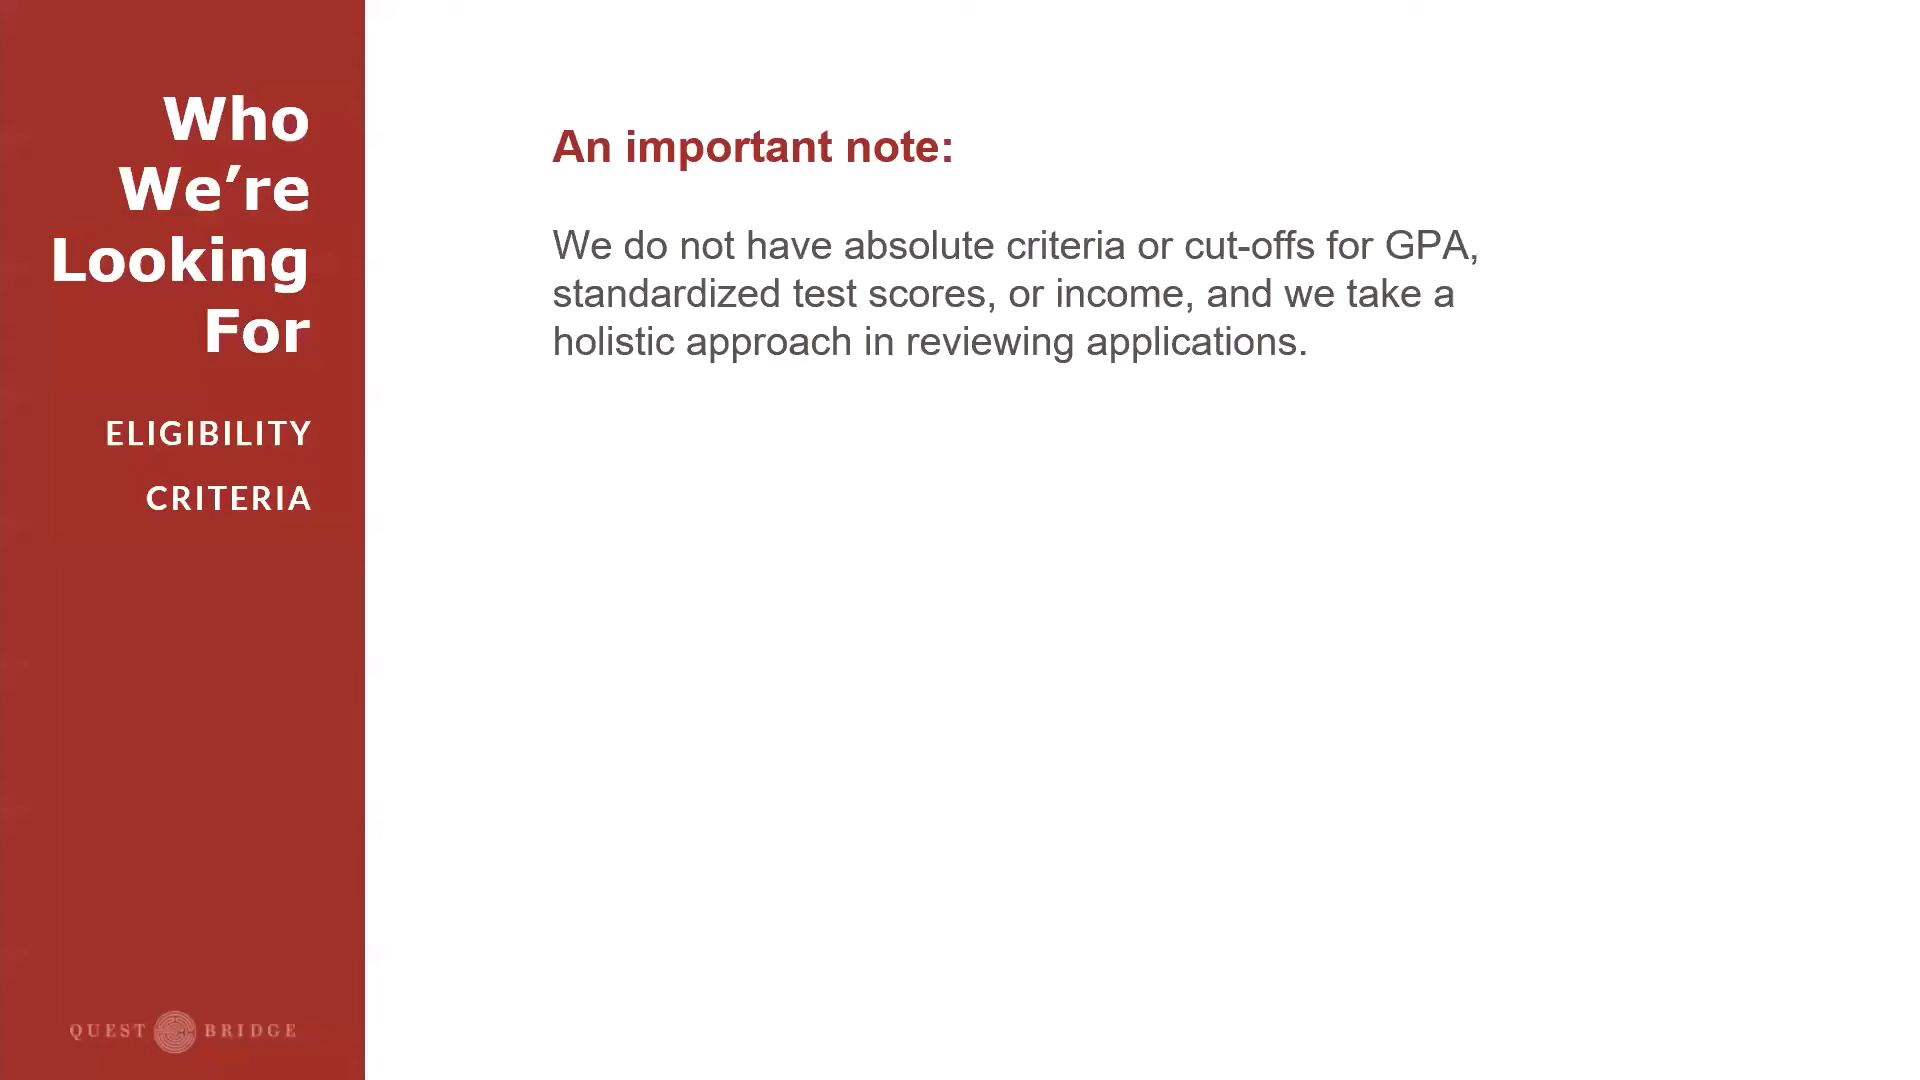 Who
We’re
Looking
For
ELIGIBILITY
CRITERIA
An important note:
We do not have absolute criteria or cut-offs for GPA,
standardized test scores, or income, and we take a
holistic approach in reviewing applications.
QUEST BRIDGE